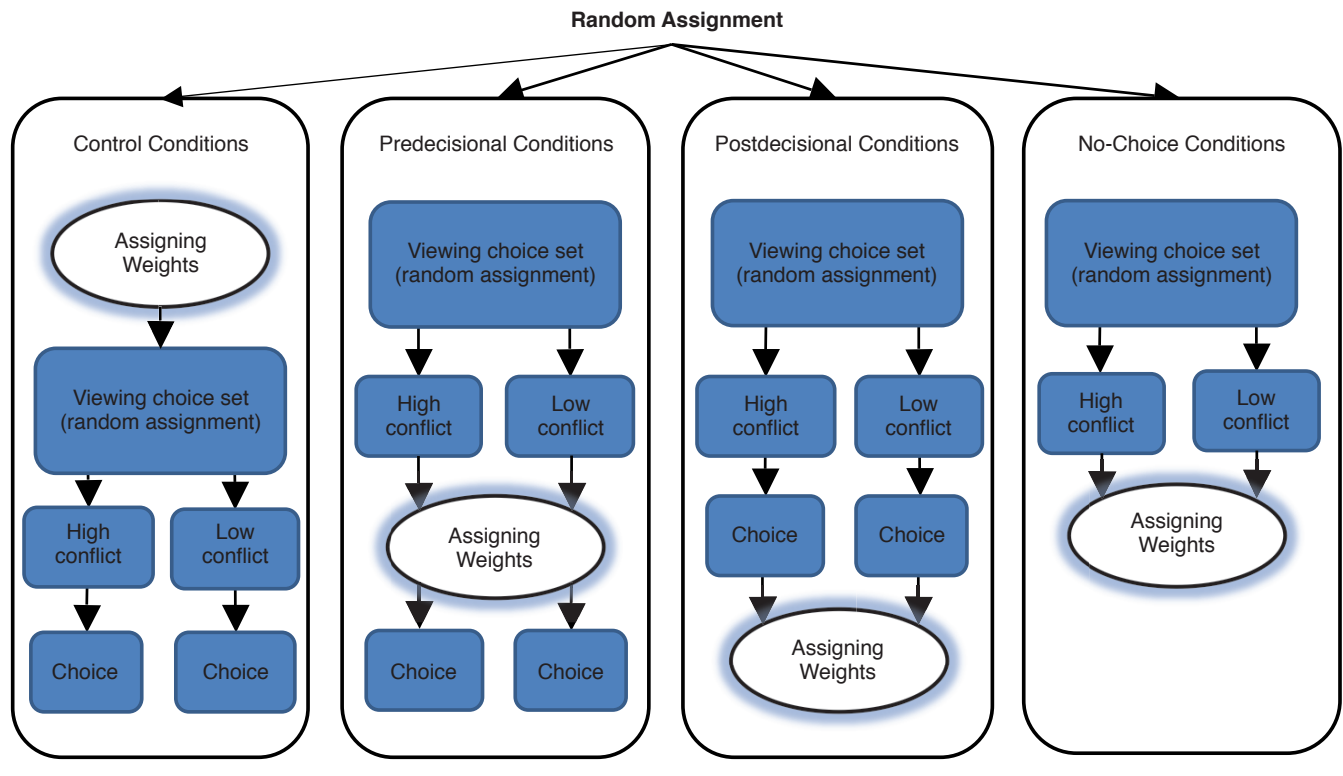 Random Assignment
Control Conditions
Assigning
Weights
Viewing choice set
(random assignment)
High
conflict
Low
conflict
Choice
Choice
Predecisional Conditions
Viewing choice set
(random assignment)
High
conflict
Low
conflict
Assigning
Weights
Choice
Choice
Postdecisional Conditions
Viewing choice set
(random assignment)
High
conflict
Low
conflict
Choice
Choice
Assigning
Weights
No-Choice Conditions
Viewing choice set
(random assignment)
High
conflict
Low
conflict
Assigning
Weights